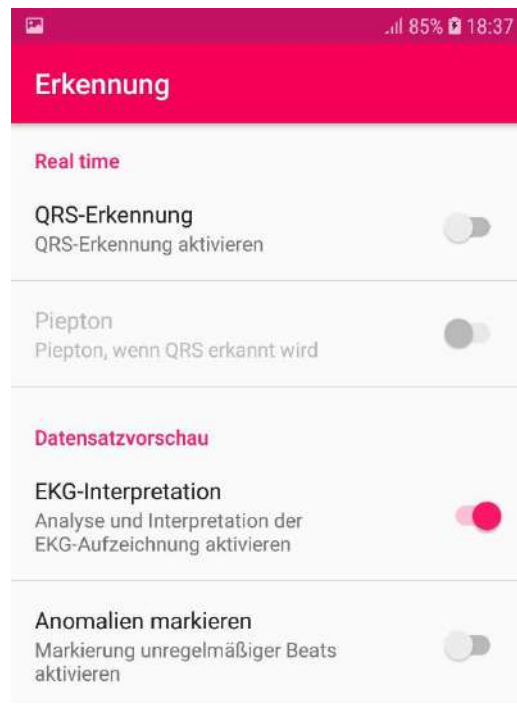 85% 18:37
Erkennung
Real time
QRS-Erkennung
QRS-Erkennung aktivieren
Piepton
Piepton, wenn QRS erkannt wird
Datensatzvorschau
EKG-Interpretation
Analyse und Interpretation der
EKG-Aufzeichnung aktivieren
Anomalien markieren
Markierung unregelmäßiger Beats
aktivieren